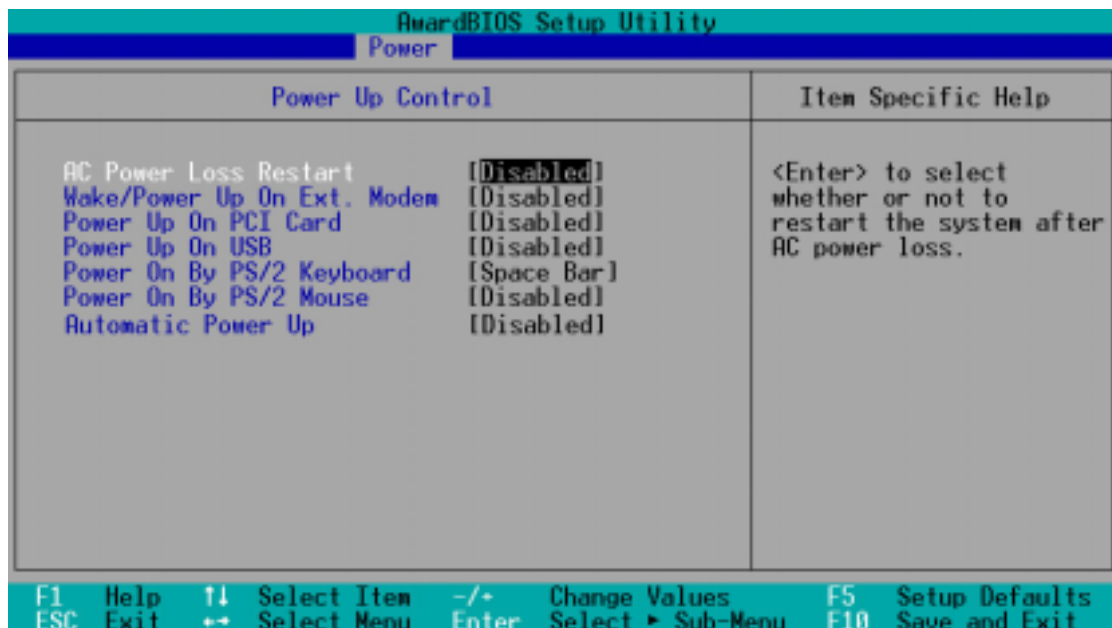 AwardBIOS Setup Utility
Power
Power Up Control
Item Specific Help
AC Power Loss Restart [Disabled]
Wake/Power Up On Ext. Modem [Disabled]
Power Up On PCI Card [Disabled]
Power Up On USB [Disabled]
Power On By PS/2 Keyboard [Space Bar]
Power On By PS/2 Mouse [Disabled]
Automatic Power Up [Disabled]
<Enter> to select
whether or not to
restart the system after
AC power loss.
F1 Help ↑↓ Select Item -/+ Change Values F5 Setup Defaults
ESC Exit ←→ Select Menu Enter Select ► Sub-Menu F10 Save and Exit